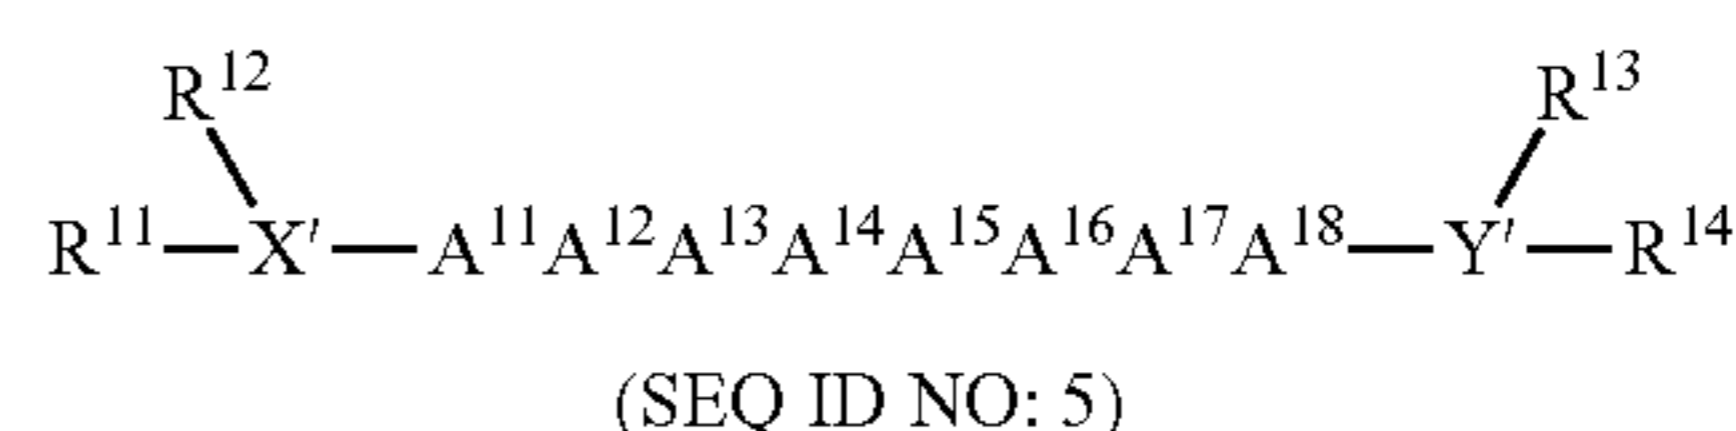 R¹² R¹³
R¹¹—X′—A¹¹A¹²A¹³A¹⁴A¹⁵A¹⁶A¹⁷A¹⁸—Y′—R¹⁴
(SEQ ID NO: 5)